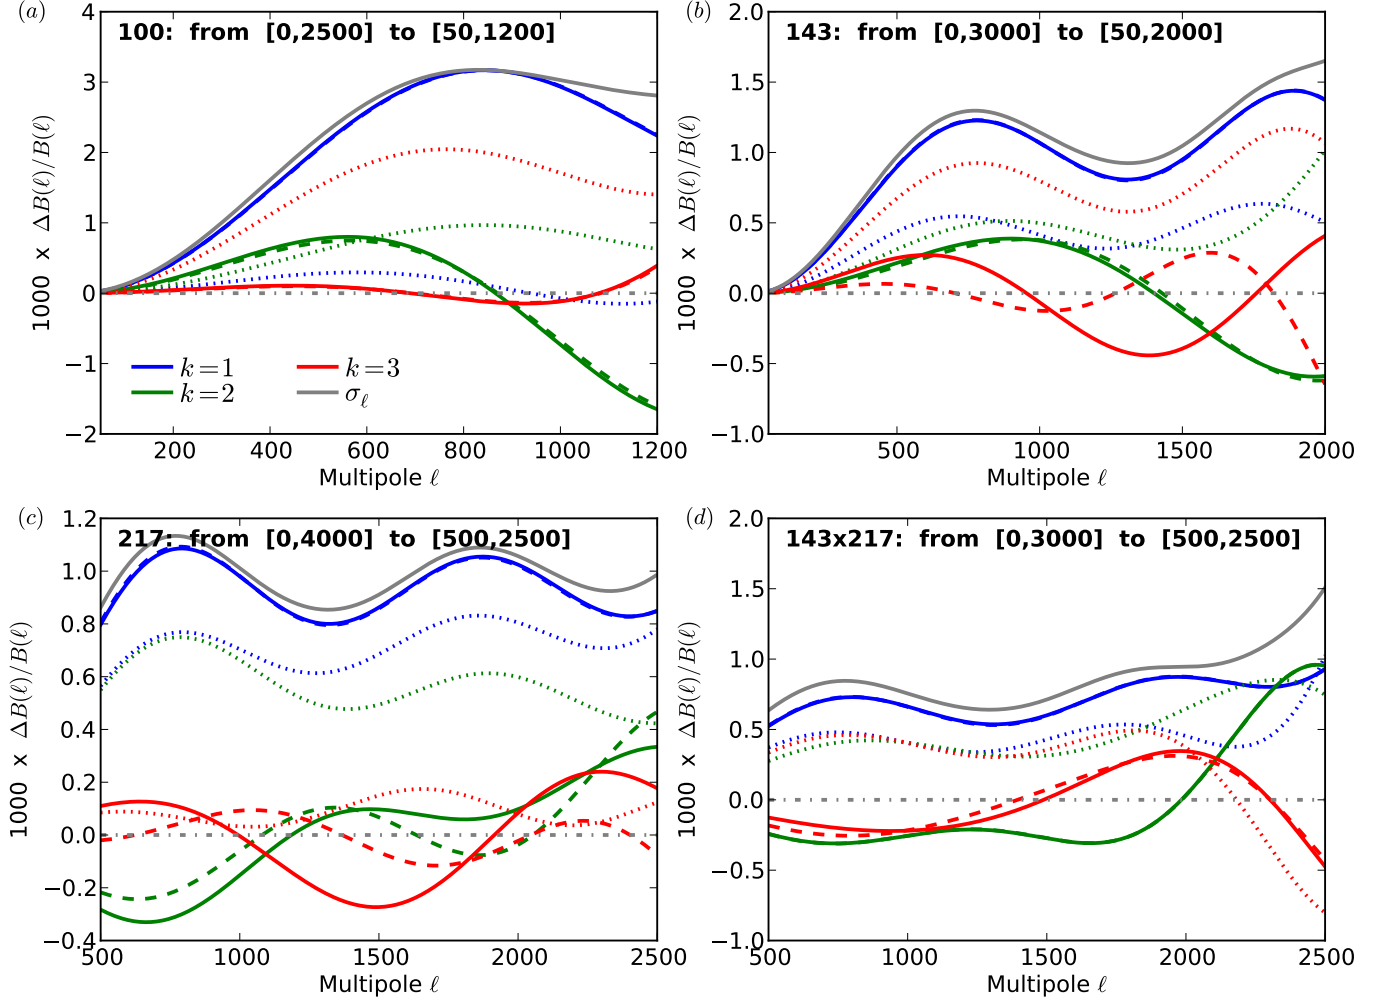 (a)
100: from [0,2500] to [50,1200]
1000 x ΔB(ℓ)/B(ℓ)
4
3
2
1
0
−1
−2
k=1
k=2
k=3
σℓ
200 400 600 800 1000 1200
Multipole ℓ
(b)
143: from [0,3000] to [50,2000]
1000 x ΔB(ℓ)/B(ℓ)
2.0
1.5
1.0
0.5
0.0
−0.5
−1.0
500 1000 1500 2000
Multipole ℓ
(c)
217: from [0,4000] to [500,2500]
1000 x ΔB(ℓ)/B(ℓ)
1.2
1.0
0.8
0.6
0.4
0.2
0.0
−0.2
−0.4
500 1000 1500 2000 2500
Multipole ℓ
(d)
143x217: from [0,3000] to [500,2500]
1000 x ΔB(ℓ)/B(ℓ)
2.0
1.5
1.0
0.5
0.0
−0.5
−1.0
500 1000 1500 2000 2500
Multipole ℓ